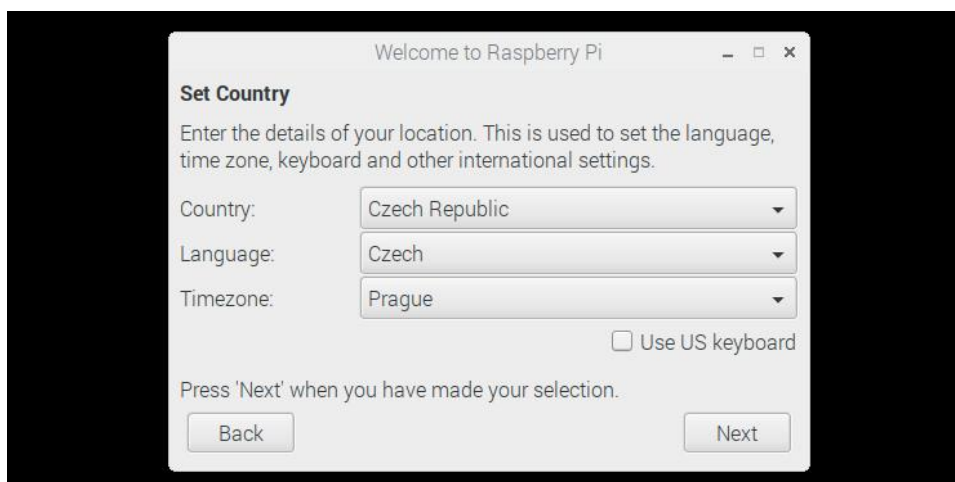 Welcome to Raspberry Pi
Set Country
Enter the details of your location. This is used to set the language,
time zone, keyboard and other international settings.
Country: Czech Republic
Language: Czech
Timezone: Prague
Use US keyboard
Press 'Next' when you have made your selection.
Back Next